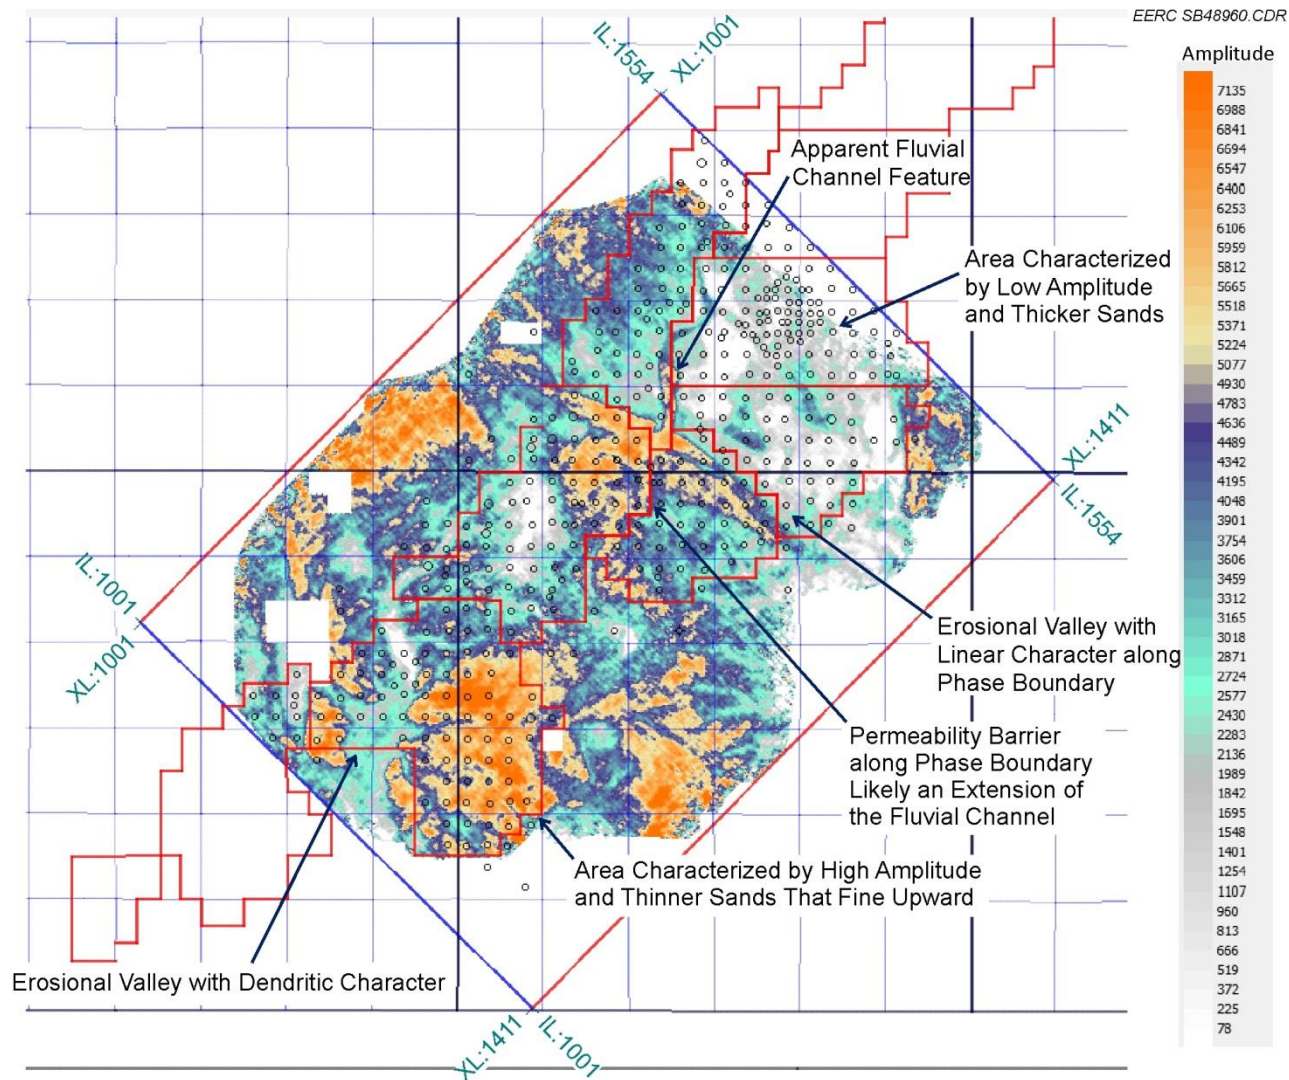 EERC SB48960.CDR
Amplitude
7135
6988
6841
6694
6547
6400
6253
6106
5959
5812
5665
5518
5371
5224
5077
4930
4783
4636
4489
4342
4195
4048
3901
3754
3606
3459
3312
3165
3018
2871
2724
2577
2430
2283
2136
1989
1842
1695
1548
1401
1254
1107
960
813
666
519
372
225
78
IL:1554
XL:1001
Apparent Fluvial
Channel Feature
Area Characterized
by Low Amplitude
and Thicker Sands
XL:1411
IL:1554
IL:1001
XL:1001
Erosional Valley with
Linear Character along
Phase Boundary
Permeability Barrier
along Phase Boundary
Likely an Extension of
the Fluvial Channel
Area Characterized by High Amplitude
and Thinner Sands That Fine Upward
Erosional Valley with Dendritic Character
XL:1411
IL:1001